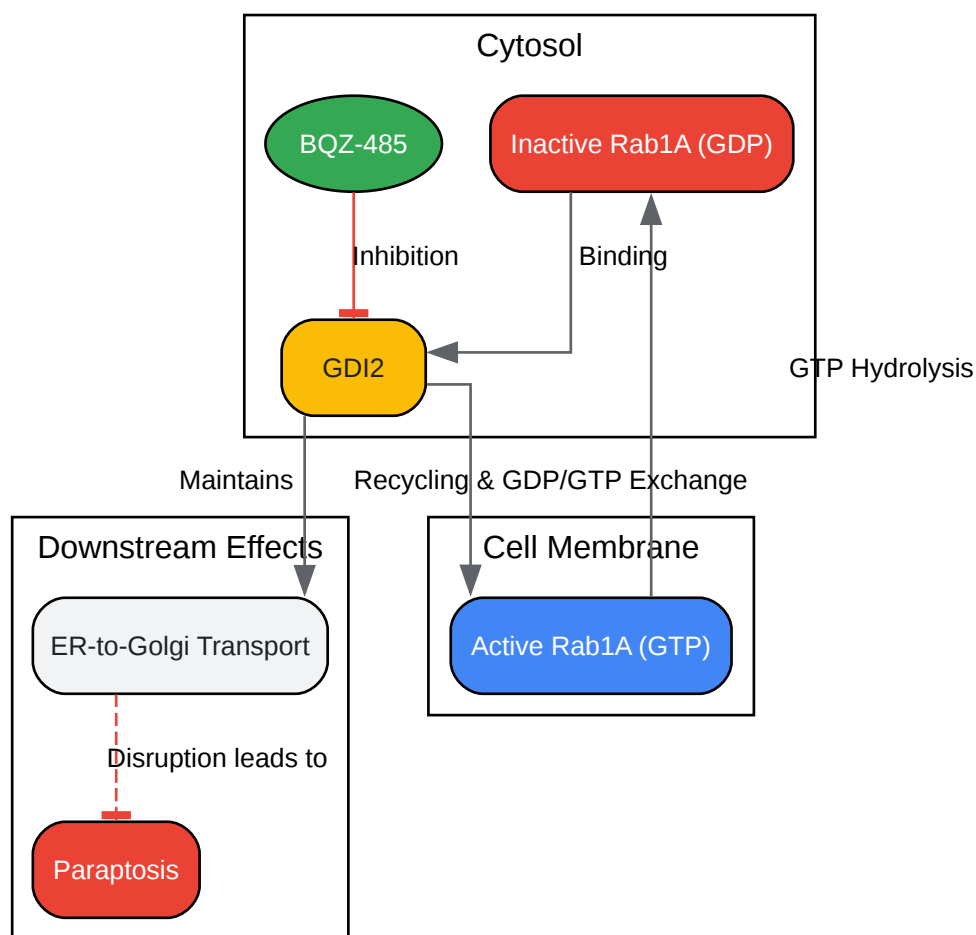 Cytosol
BQZ-485
Inactive Rab1A (GDP)
Inhibition
Binding
GDI2
GTP Hydrolysis
Maintains
Recycling & GDP/GTP Exchange
Downstream Effects
Cell Membrane
ER-to-Golgi Transport
Active Rab1A (GTP)
Disruption leads to
Paraptosis